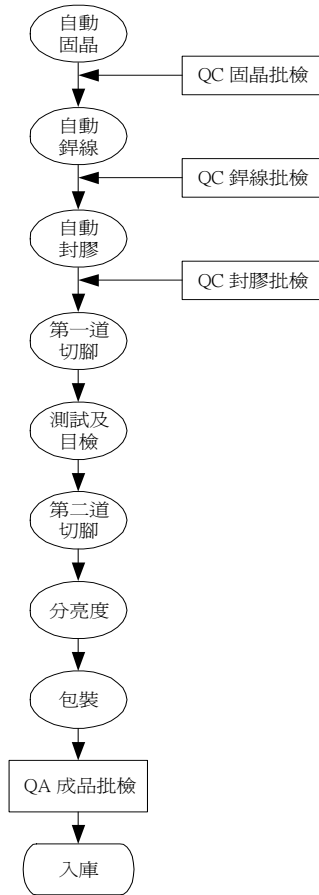 自動
固晶
QC 固晶批檢
自動
銲線
QC 銲線批檢
自動
封膠
QC 封膠批檢
第一道
切腳
測試及
目檢
第二道
切腳
分亮度
包裝
QA 成品批檢
入庫